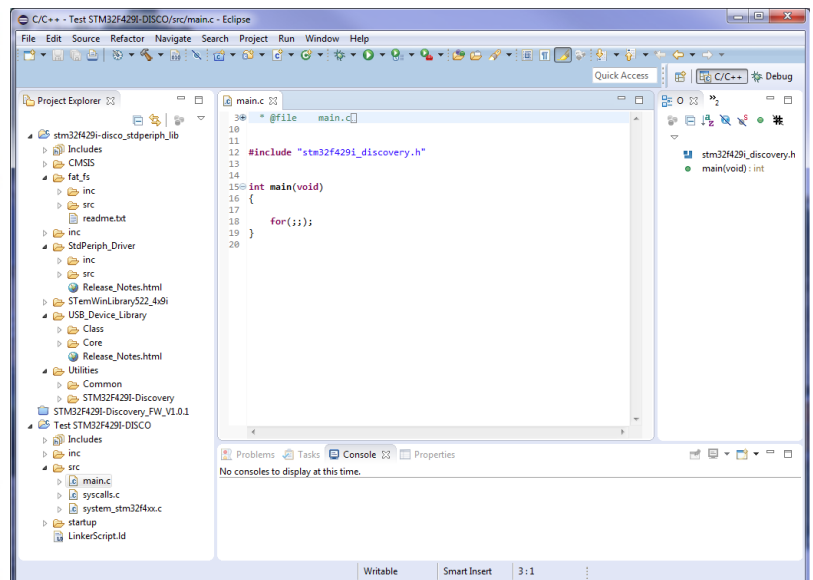 C/C++ - Test STM32F429I-DISCO/src/main.c - Eclipse
File Edit Source Refactor Navigate Search Project Run Window Help
Quick Access
C/C++
Debug
Project Explorer
stm32f429i-disco_stdperiph_lib
Includes
CMSIS
fat_fs
inc
src
readme.txt
inc
StdPeriph_Driver
inc
src
Release_Notes.html
STemWinLibrary522_4x9i
USB_Device_Library
Class
Core
Release_Notes.html
Utilities
Common
STM32F429I-Discovery
STM32F429I-Discovery_FW_V1.0.1
Test STM32F429I-DISCO
Includes
inc
src
main.c
syscalls.c
system_stm32f4xx.c
startup
LinkerScript.ld
main.c
3 * @file main.c
10
11
12 #include "stm32f429i_discovery.h"
13
14
15 int main(void)
16 {
17
18 for(;;);
19 }
20
O
»2
stm32f429i_discovery.h
main(void) : int
Problems Tasks Console Properties
No consoles to display at this time.
Writable Smart Insert 3 : 1